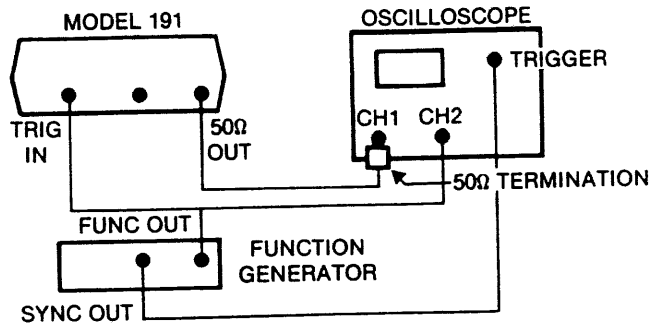 MODEL 191
OSCILLOSCOPE
TRIGGER
CH1 CH2
TRIG
IN
50Ω
OUT
50Ω TERMINATION
FUNC OUT
FUNCTION
GENERATOR
SYNC OUT